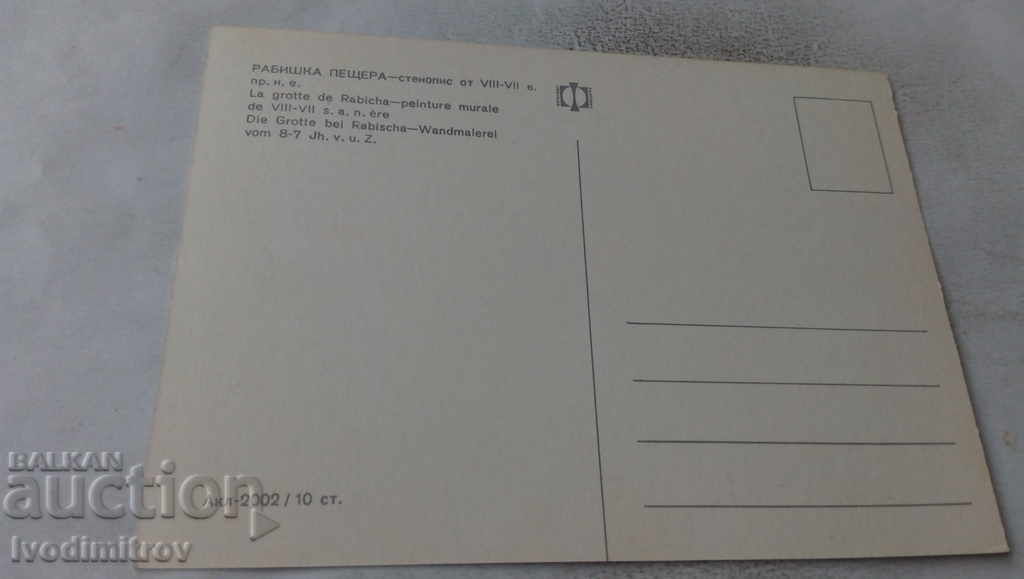 РАБИШКА ПЕЩЕРА—стенопис от VIII-VII в.
пр. н. е.
La grotte de Rabicha—peinture murale
de VIII-VII s. a. n. ère
Die Grotte bei Rabischa—Wandmalerei
vom 8-7 Jh. v. u. Z.
Акл-2002 / 10 ст.
BALKAN
auction
Ivodimitrov